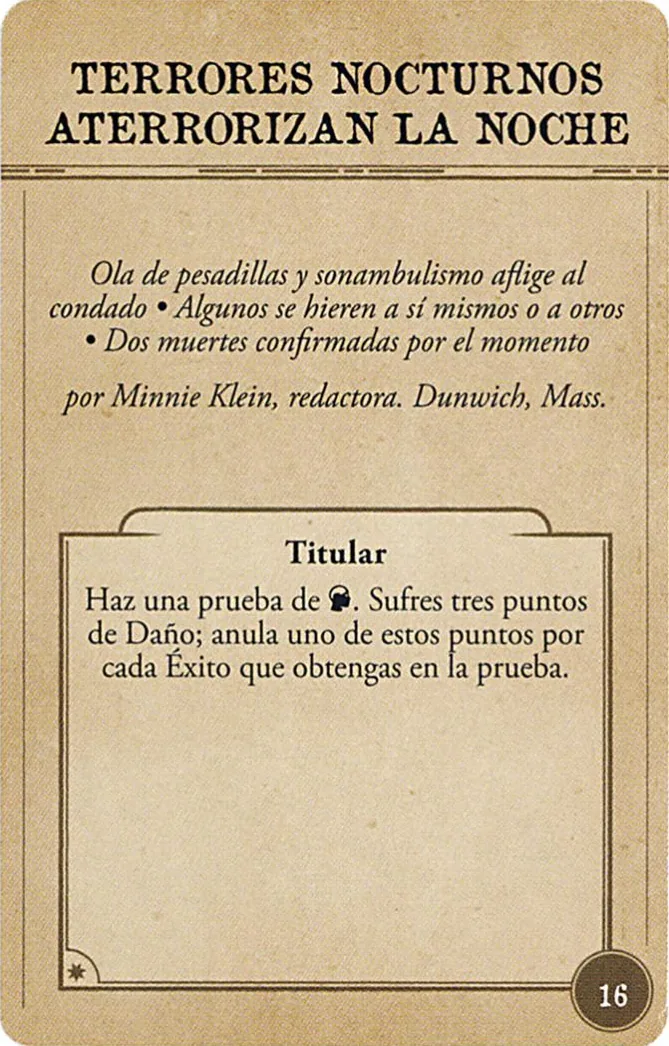 TERRORES NOCTURNOS
ATERRORIZAN LA NOCHE
Ola de pesadillas y sonambulismo aflige al
condado • Algunos se hieren a sí mismos o a otros
• Dos muertes confirmadas por el momento
por Minnie Klein, redactora. Dunwich, Mass.
Titular
Haz una prueba de . Sufres tres puntos
de Daño; anula uno de estos puntos por
cada Éxito que obtengas en la prueba.
16